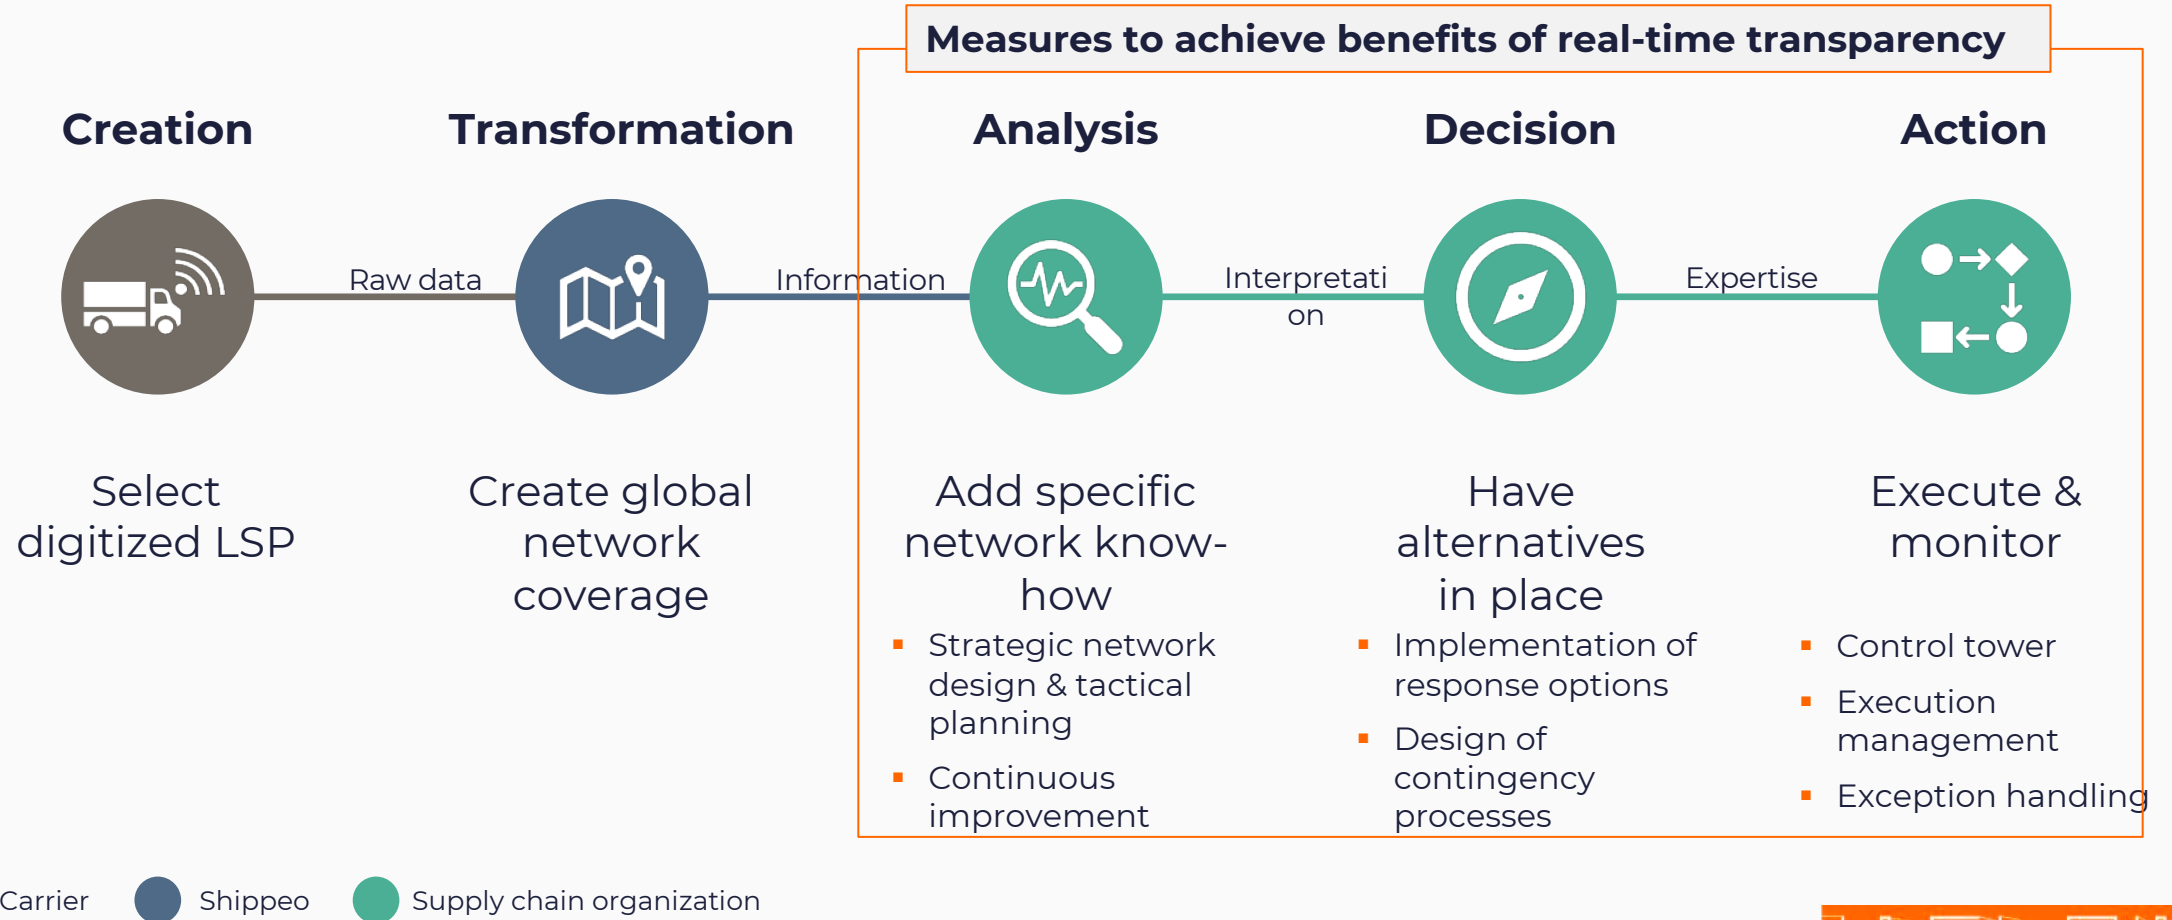 Measures to achieve benefits of real-time transparency
Creation
Transformation
Analysis
Decision
Action
Raw data
Information
Interpretati
on
Expertise
Select
digitized LSP
Create global
network
coverage
Add specific
network know-
how
Strategic network
design & tactical
planning
Continuous
improvement
Have
alternatives
in place
Implementation of
response options
Design of
contingency
processes
Execute &
monitor
Control tower
Execution
management
Exception handling
Carrier
Shippeo
Supply chain organization